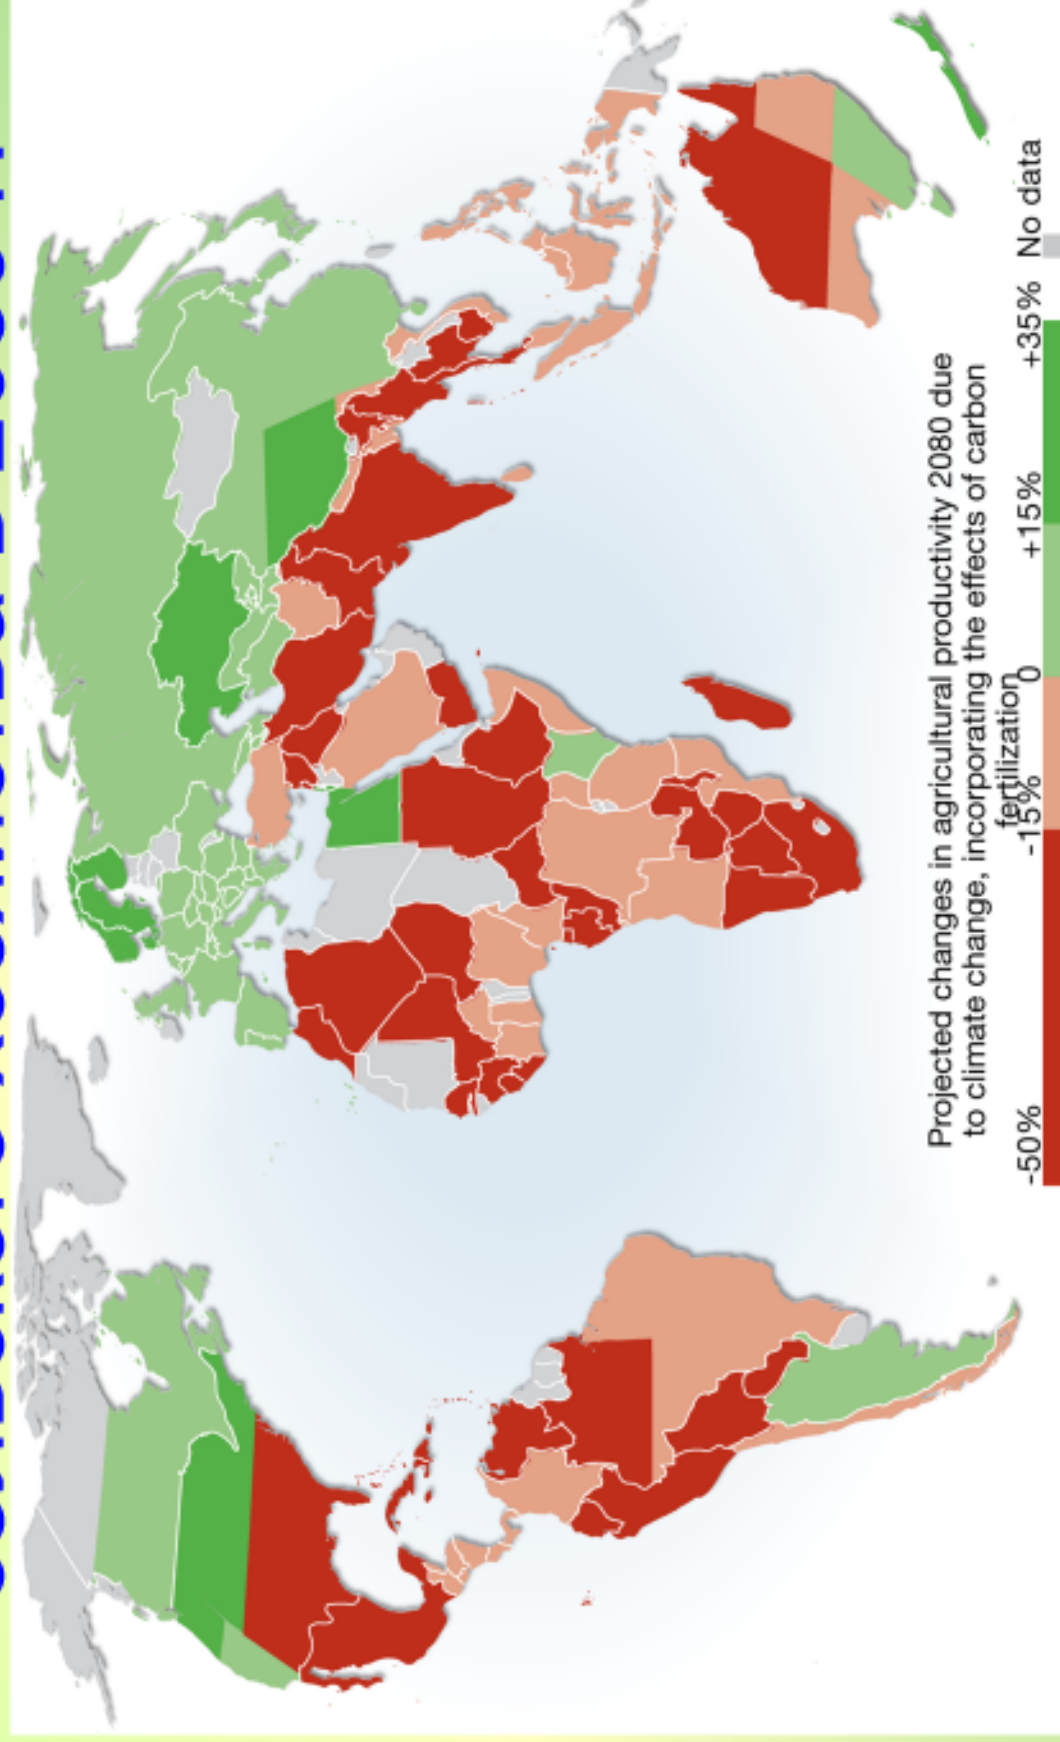 Projected changes in agricultural productivity 2080 due
to climate change, incorporating the effects of carbon
fertilization
-50% -15% 0 +15% +35% No data